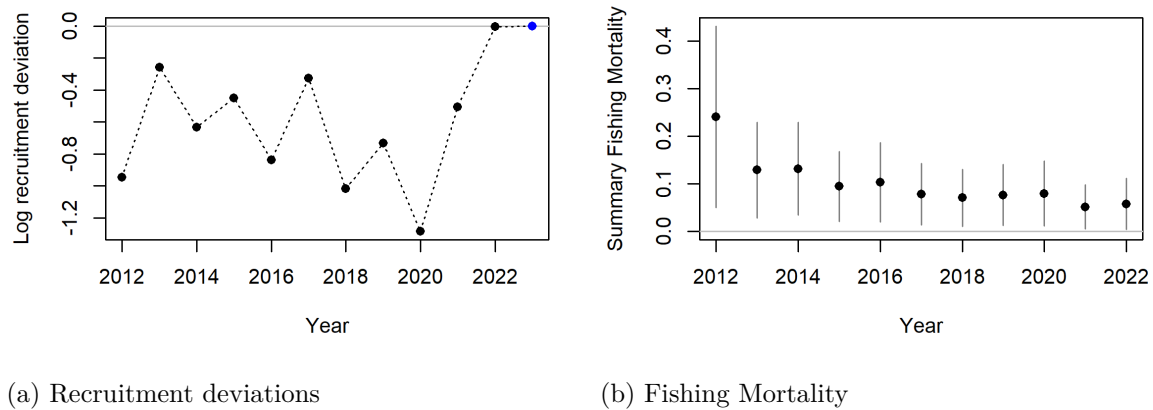 Log recruitment deviation
0.0
-0.4
-0.8
-1.2
2012 2014 2016 2018 2020 2022
Year
Summary Fishing Mortality
0.4
0.3
0.2
0.1
0.0
2012 2014 2016 2018 2020 2022
Year
(a) Recruitment deviations
(b) Fishing Mortality